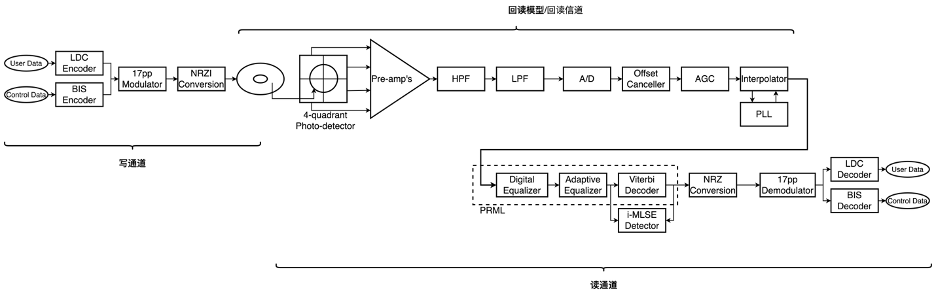 回读模型/回读信道
User Data
LDC
Encoder
Control Data
BIS
Encoder
17pp
Modulator
NRZI
Conversion
4-quadrant
Photo-detector
Pre-amp's
HPF
LPF
A/D
Offset
Canceller
AGC
Interpolator
PLL
写通道
Digital
Equalizer
Adaptive
Equalizer
Viterbi
Decoder
PRML
i-MLSE
Detector
NRZ
Conversion
17pp
Demodulator
LDC
Decoder
User Data
BIS
Decoder
Control Data
读通道